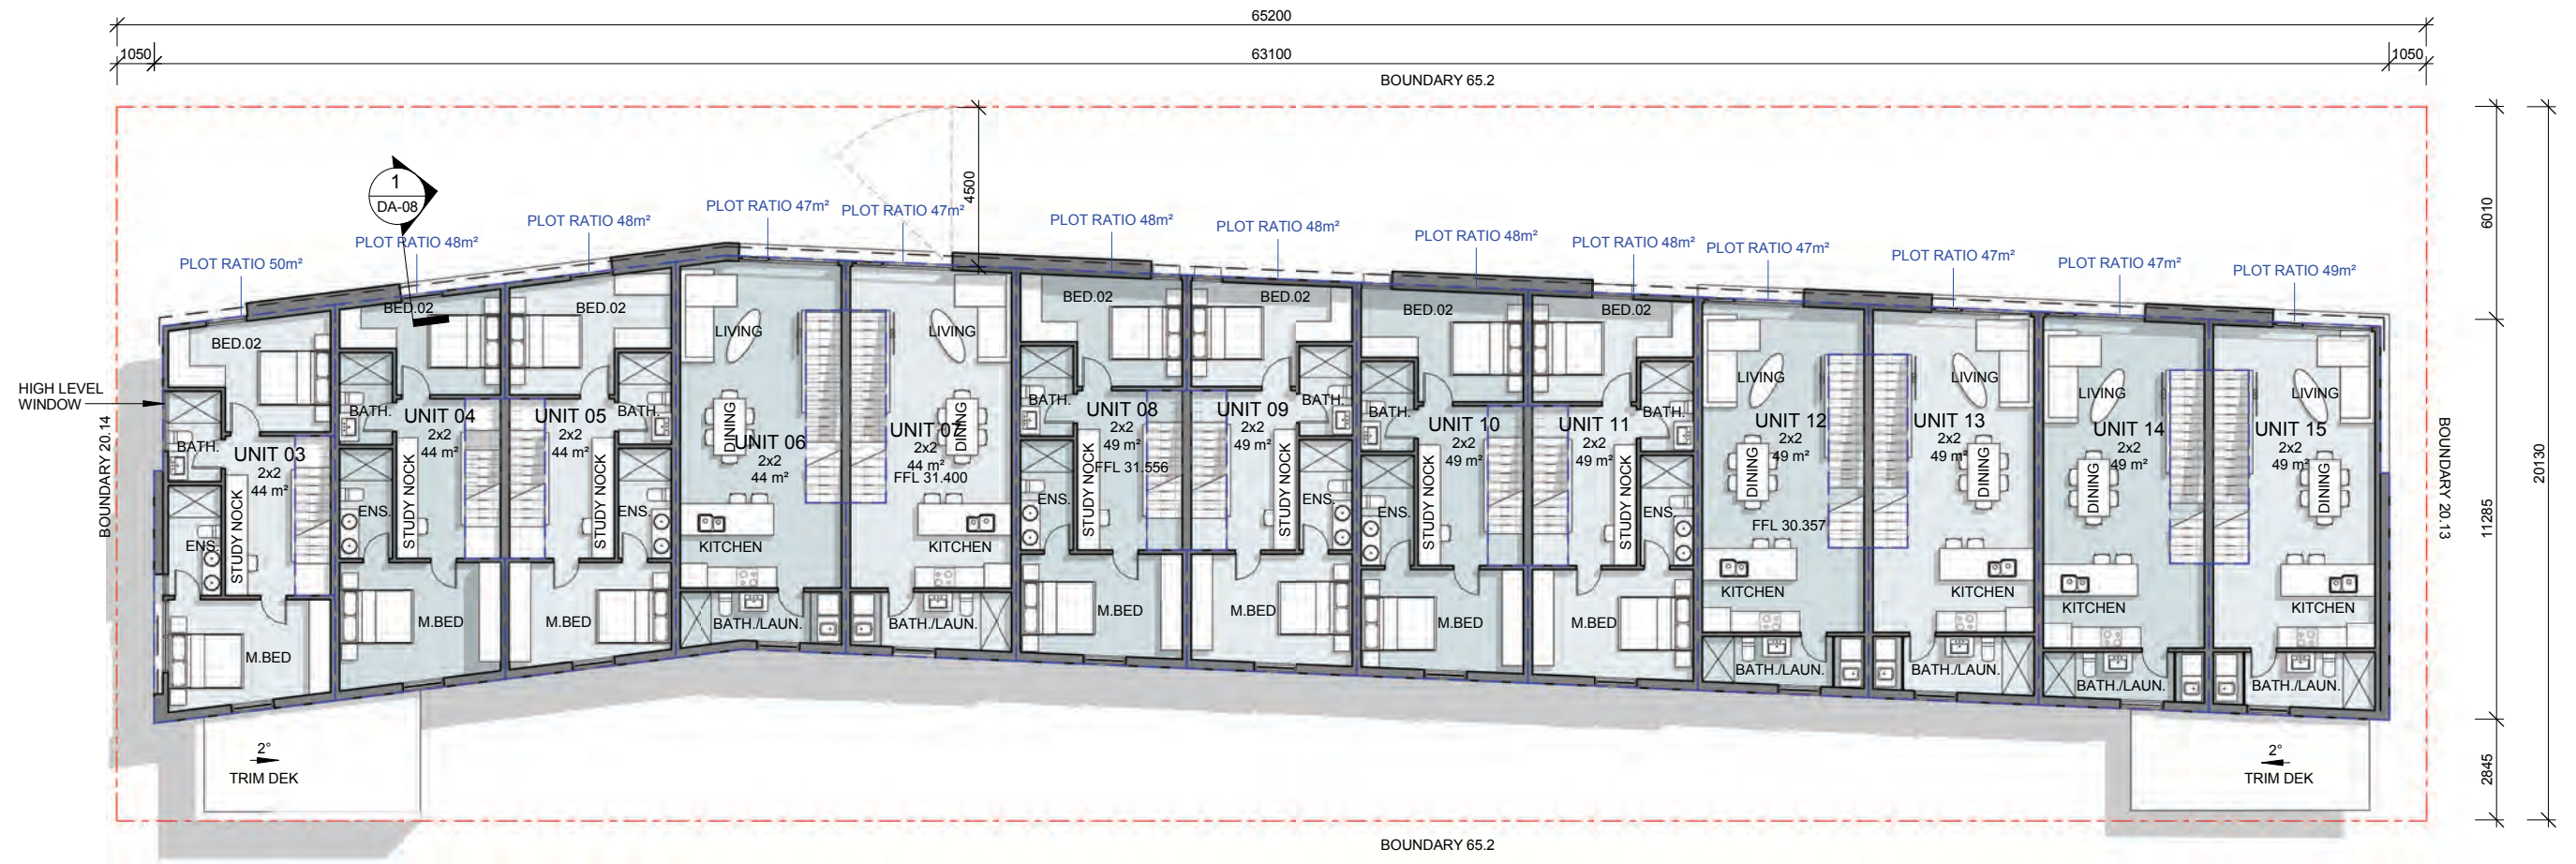 65200
1050
63100
1050
BOUNDARY 65.2
1
DA-08
4500
6010
11285
2845
20130
PLOT RATIO 50m²
PLOT RATIO 48m²
PLOT RATIO 48m²
PLOT RATIO 47m²
PLOT RATIO 47m²
PLOT RATIO 48m²
PLOT RATIO 48m²
PLOT RATIO 48m²
PLOT RATIO 48m²
PLOT RATIO 47m²
PLOT RATIO 47m²
PLOT RATIO 47m²
PLOT RATIO 49m²
HIGH LEVEL
WINDOW
BOUNDARY 20.14
BED.02
BATH.
UNIT 03
2x2
44 m²
STUDY NOCK
ENS.
M.BED
BED.02
BATH.
UNIT 04
2x2
44 m²
STUDY NOCK
ENS.
M.BED
BED.02
BATH.
UNIT 05
2x2
44 m²
STUDY NOCK
ENS.
M.BED
LIVING
DINING
UNIT 06
2x2
44 m²
KITCHEN
BATH./LAUN.
LIVING
DINING
UNIT 07
2x2
44 m²
FFL 31.400
KITCHEN
BATH./LAUN.
BED.02
BATH.
UNIT 08
2x2
49 m²
FFL 31.556
STUDY NOCK
ENS.
M.BED
BED.02
BATH.
UNIT 09
2x2
49 m²
STUDY NOCK
ENS.
M.BED
BED.02
BATH.
UNIT 10
2x2
49 m²
STUDY NOCK
ENS.
M.BED
BED.02
BATH.
UNIT 11
2x2
49 m²
STUDY NOCK
ENS.
M.BED
LIVING
UNIT 12
2x2
49 m²
DINING
FFL 30.357
KITCHEN
BATH./LAUN.
LIVING
UNIT 13
2x2
49 m²
DINING
KITCHEN
BATH./LAUN.
LIVING
UNIT 14
2x2
49 m²
DINING
KITCHEN
BATH./LAUN.
LIVING
UNIT 15
2x2
49 m²
DINING
KITCHEN
BATH./LAUN.
BOUNDARY 20.13
2°
TRIM DEK
2°
TRIM DEK
BOUNDARY 65.2